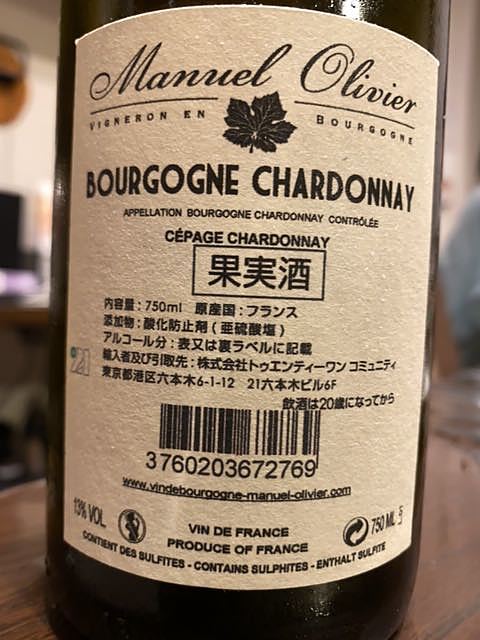 Manuel Olivier
VIGNERON EN BOURGOGNE
BOURGOGNE CHARDONNAY
APPELLATION BOURGOGNE CHARDONNAY CONTRÔLÉE
CÉPAGE CHARDONNAY
果実酒
内容量：750ml 原産国：フランス
添加物：酸化防止剤（亜硫酸塩）
アルコール分：表又は裏ラベルに記載
輸入者及び引取先：株式会社トゥエンティーワン コミュニティ
東京都港区六本木6-1-12 21六本木ビル6F
飲酒は20歳になってから
3760203672769
www.vindebourgogne-manuel-olivier.com
13% VOL
VIN DE FRANCE
PRODUCE OF FRANCE
750 ML
CONTIENT DES SULFITES - CONTAINS SULPHITES - ENTHALT SULFITE